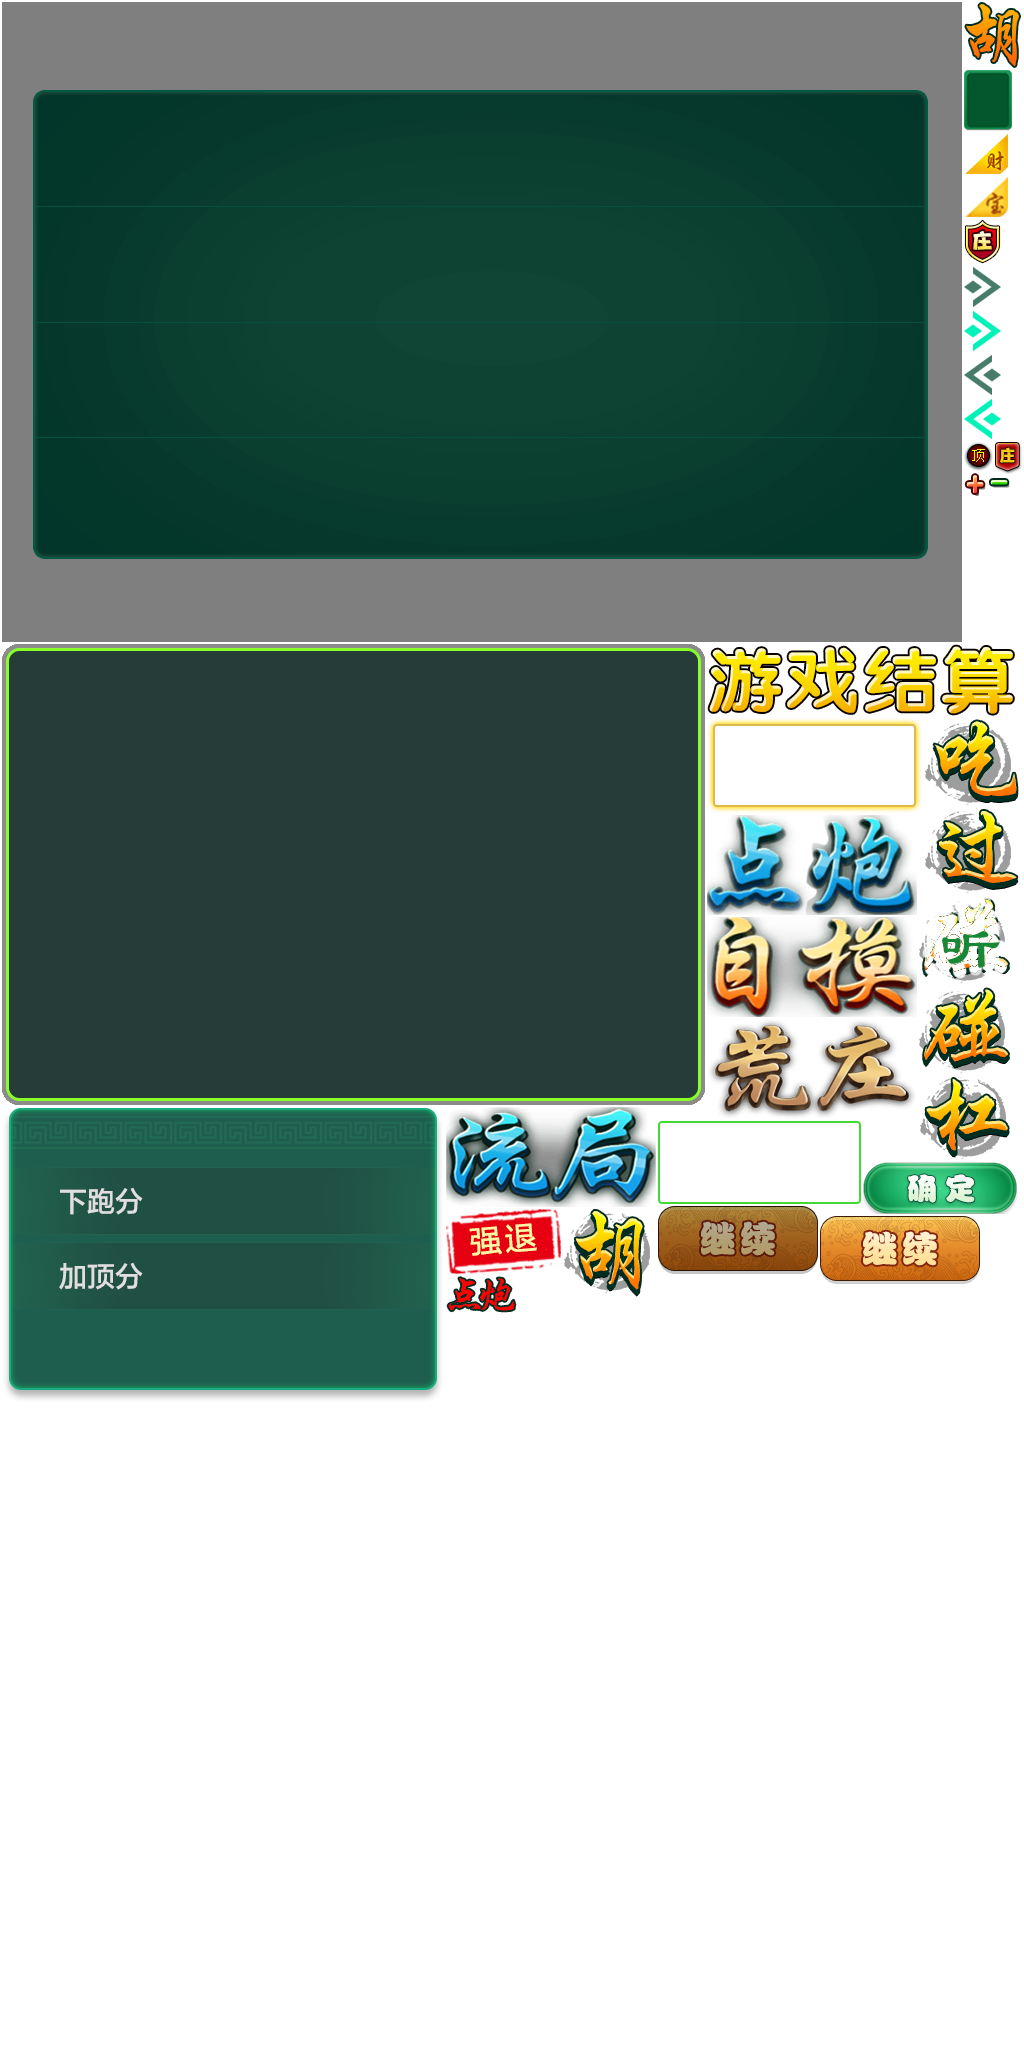 胡
财
宝
庄
顶 庄
游戏结算
吃
点炮
过
自摸
听
碰
荒庄
杠
流局
确定
下跑分
强退
胡
继续
继续
加顶分
点炮